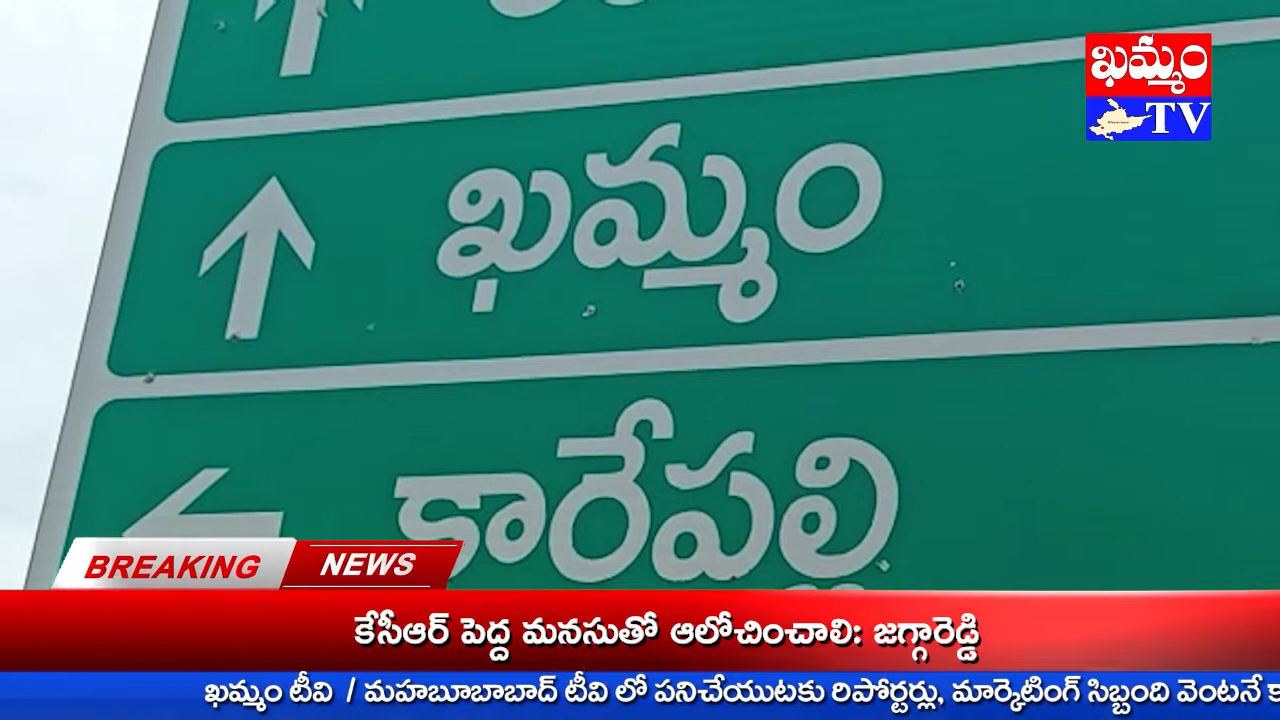 ఖమ్మం
TV
ఖమ్మం
కారేపల్లి
BREAKING NEWS
కేసీఆర్ పెద్ద మనసుతో ఆలోచించాలి: జగ్గారెడ్డి
ఖమ్మం టీవి / మహబూబాబాద్ టీవి లో పనిచేయుటకు రిపోర్టర్లు, మార్కెటింగ్ సిబ్బంది వెంటనే